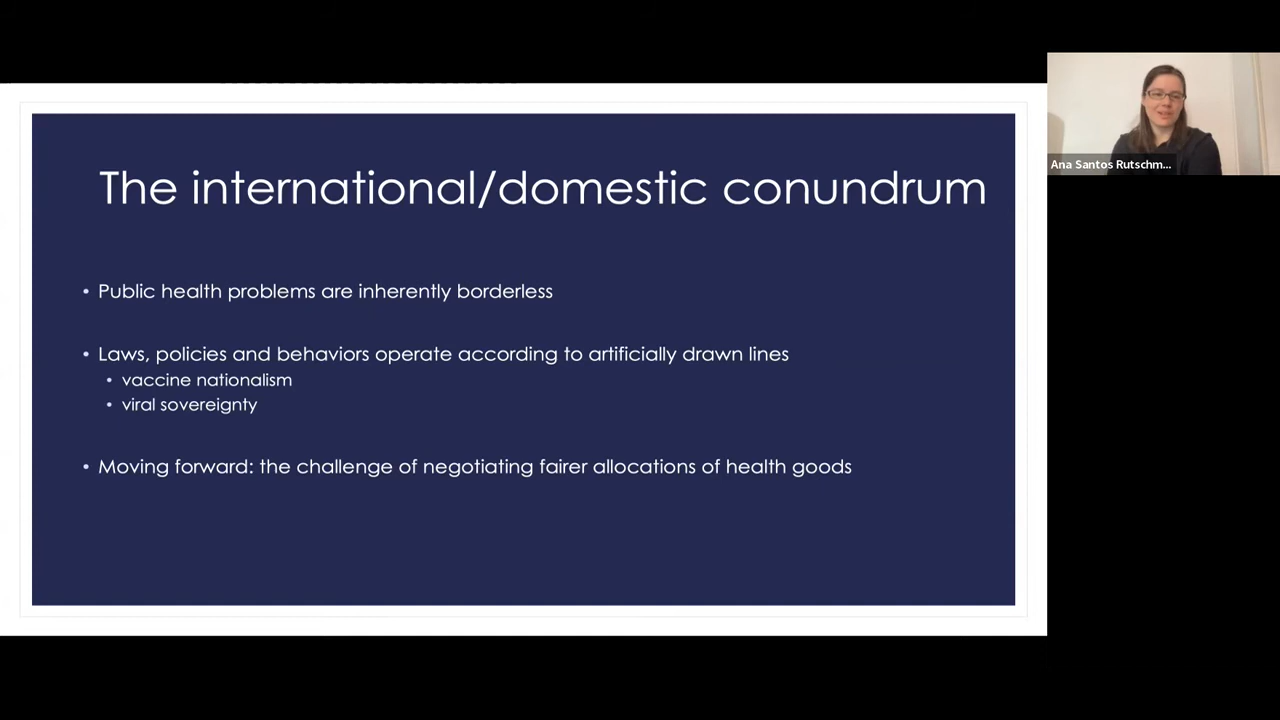 The international/domestic conundrum
• Public health problems are inherently borderless
• Laws, policies and behaviors operate according to artificially drawn lines
• vaccine nationalism
• viral sovereignty
• Moving forward: the challenge of negotiating fairer allocations of health goods
Ana Santos Rutschm...